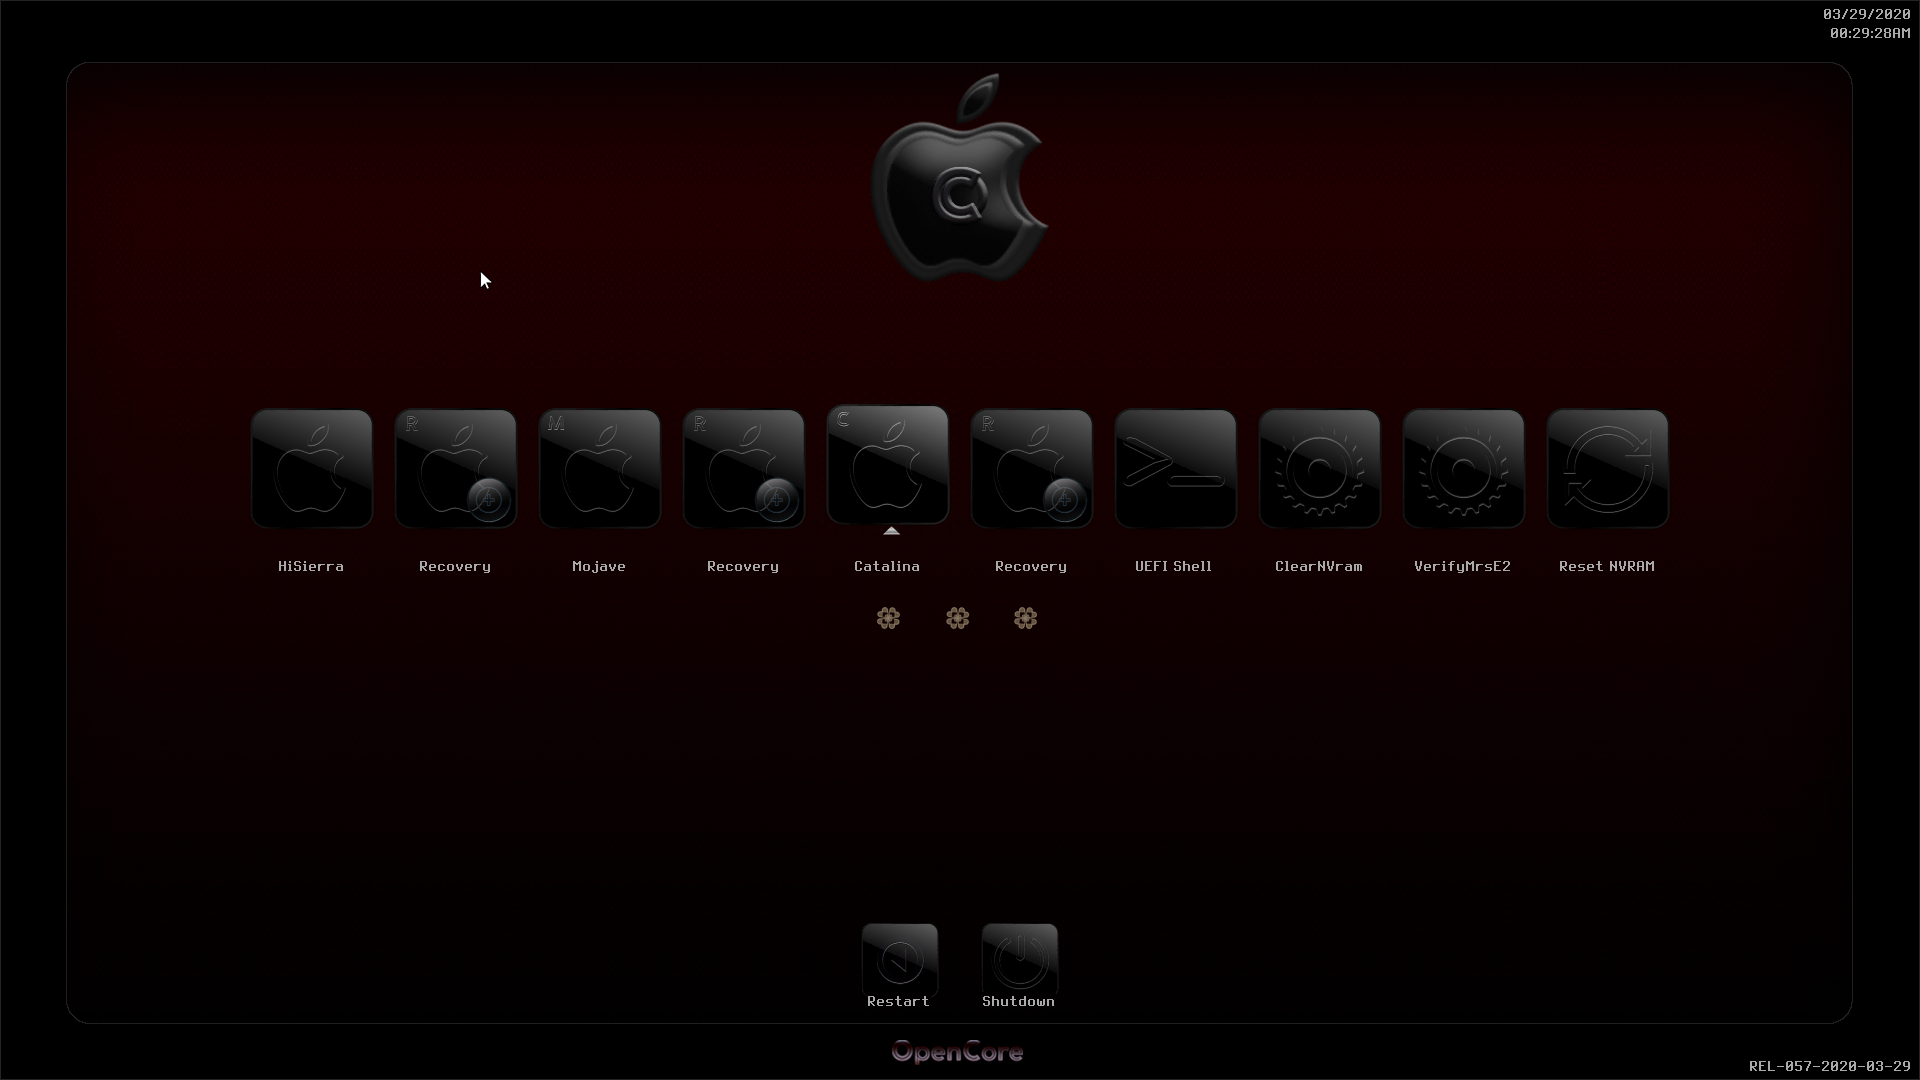 03/29/2020
00:29:28AM
C
R
M
R
C
R
HiSierra
Recovery
Mojave
Recovery
Catalina
Recovery
UEFI Shell
ClearNVram
VerifyMrsE2
Reset NVRAM
Restart
Shutdown
OpenCore
REL-057-2020-03-29